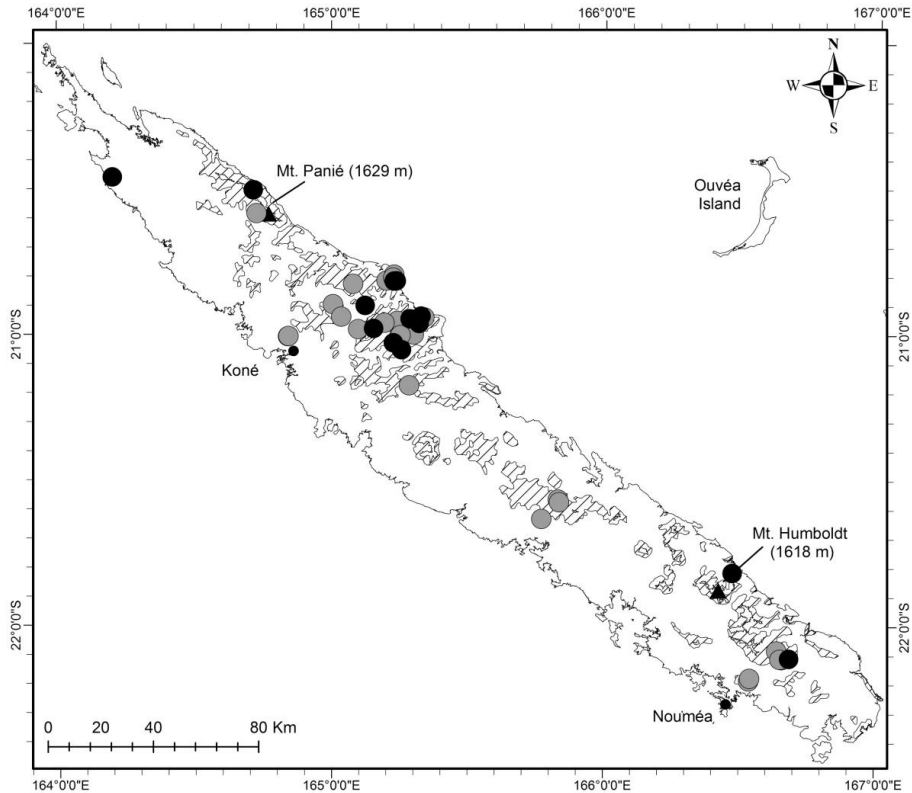 164°0'0"E 165°0'0"E 166°0'0"E 167°0'0"E
N
W E
S
Mt. Panié (1629 m)
Ouvéa
Island
21°0'0"S 21°0'0"S
Koné
Mt. Humboldt
(1618 m)
22°0'0"S 22°0'0"S
Nouméa
0 20 40 80 Km
164°0'0"E 165°0'0"E 166°0'0"E 167°0'0"E